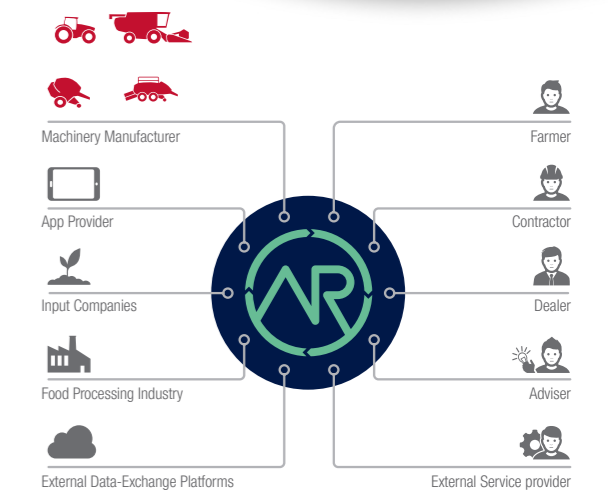 Machinery Manufacturer
Farmer
App Provider
Contractor
AR
Input Companies
Dealer
Food Processing Industry
Adviser
External Data-Exchange Platforms
External Service provider